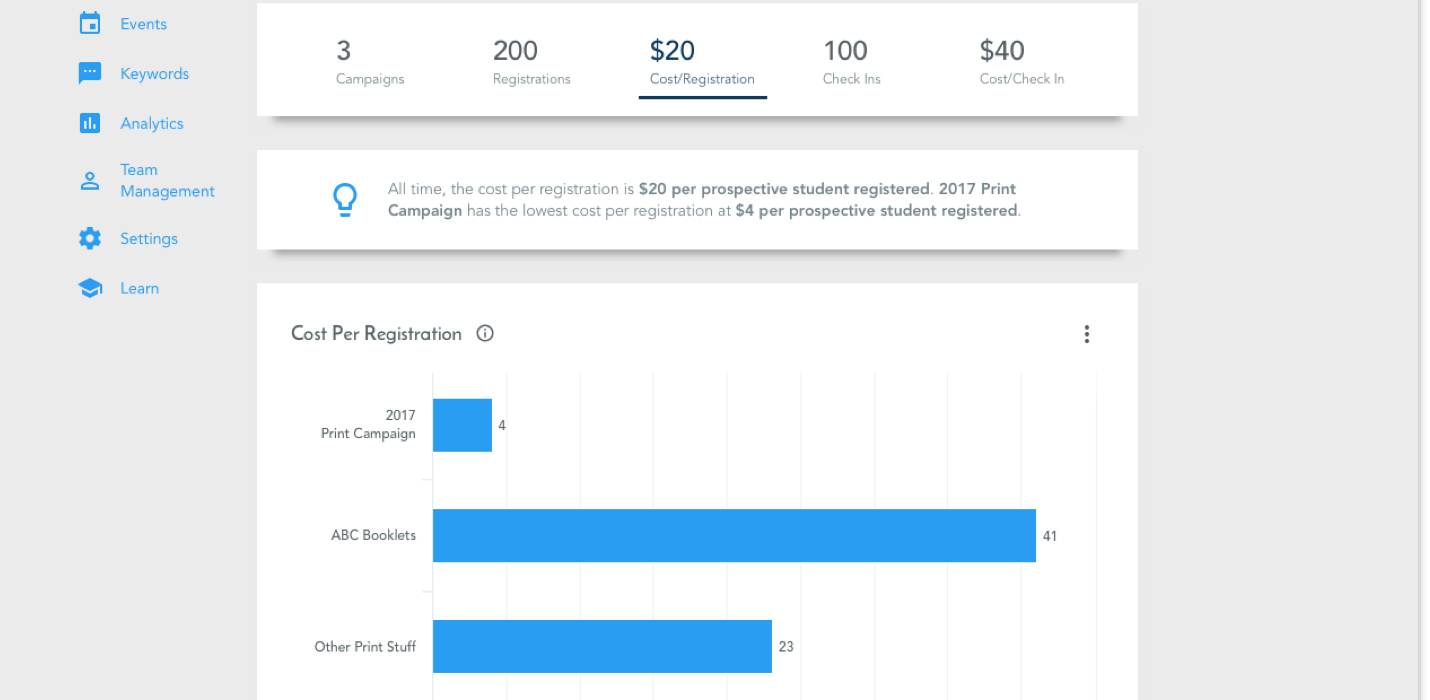 Events
Keywords
Analytics
Team
Management
Settings
Learn
3
Campaigns
200
Registrations
$20
Cost/Registration
100
Check Ins
$40
Cost/Check In
All time, the cost per registration is $20 per prospective student registered. 2017 Print
Campaign has the lowest cost per registration at $4 per prospective student registered.
Cost Per Registration
2017
Print Campaign
4
ABC Booklets
41
Other Print Stuff
23